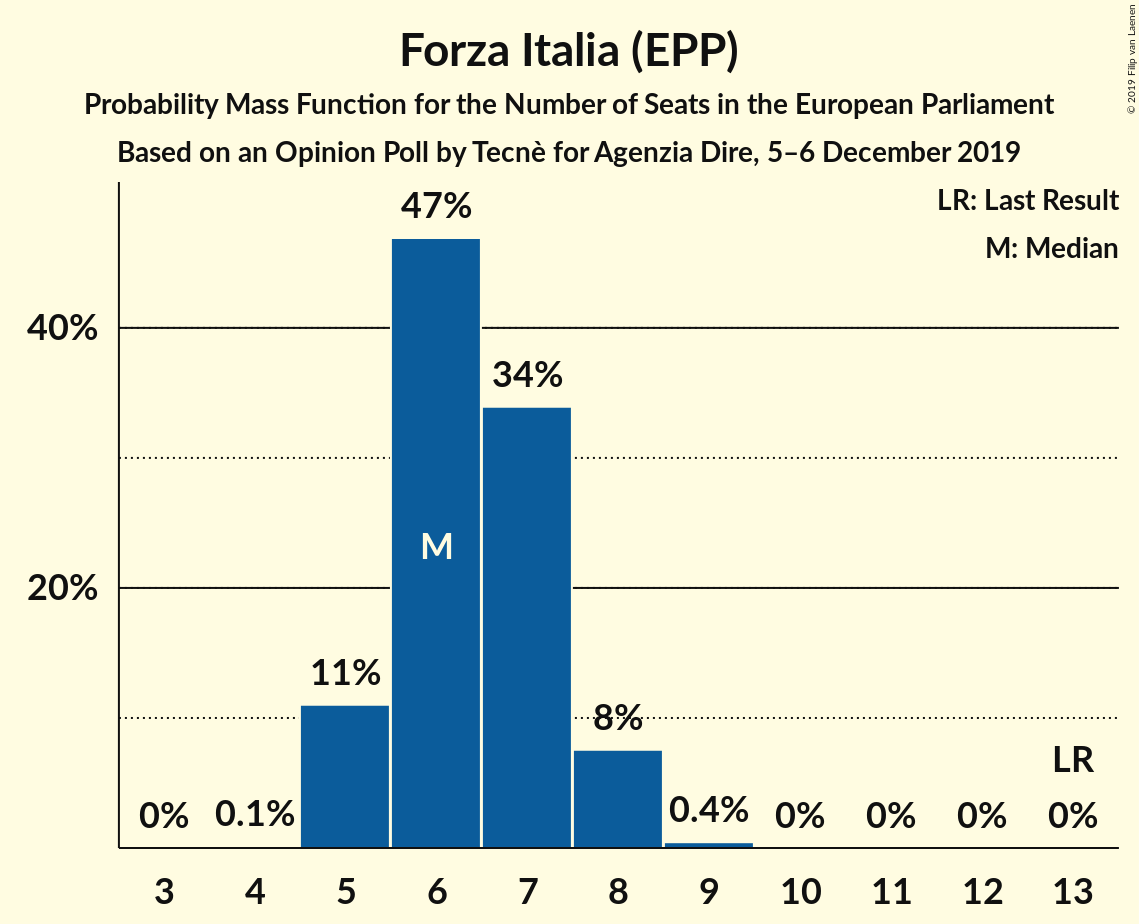 Forza Italia (EPP)
Probability Mass Function for the Number of Seats in the European Parliament
Based on an Opinion Poll by Tecnè for Agenzia Dire, 5–6 December 2019
© 2019 Filip van Laenen
LR: Last Result
M: Median
47%
40%
34%
M
20%
11%
8%
LR
0% 0.1% 0.4% 0% 0% 0% 0%
3 4 5 6 7 8 9 10 11 12 13